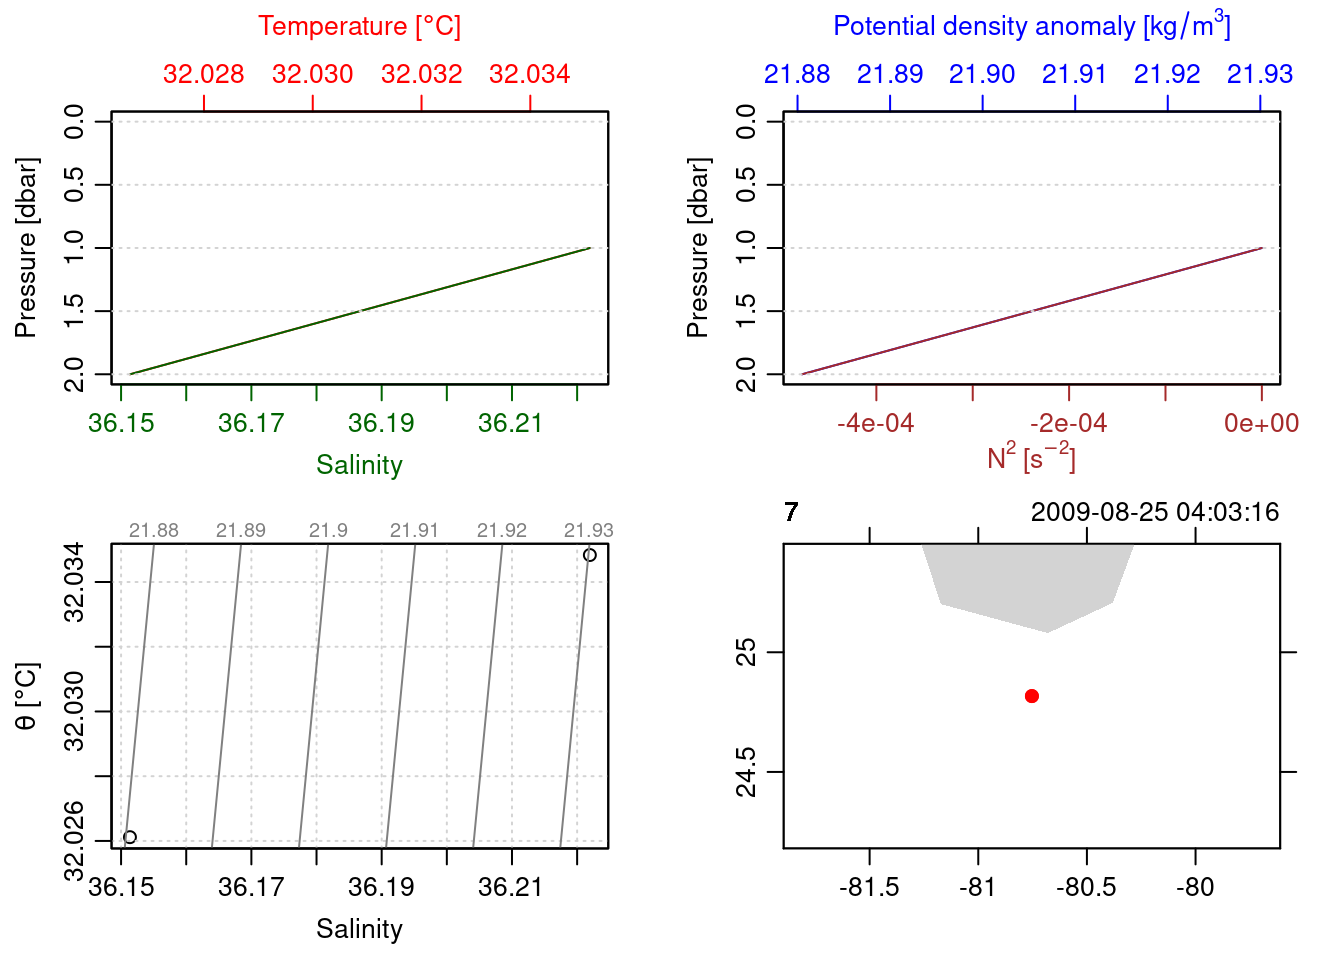 Temperature [°C]
32.028 32.030 32.032 32.034
Pressure [dbar]
0.0 0.5 1.0 1.5 2.0
36.15 36.17 36.19 36.21
Salinity
Potential density anomaly [kg/m³]
21.88 21.89 21.90 21.91 21.92 21.93
Pressure [dbar]
0.0 0.5 1.0 1.5 2.0
-4e-04 -2e-04 0e+00
N² [s⁻²]
21.88 21.89 21.9 21.91 21.92 21.93
θ [°C]
32.034 32.030 32.026
36.15 36.17 36.19 36.21
Salinity
7 2009-08-25 04:03:16
25 24.5
-81.5 -81 -80.5 -80